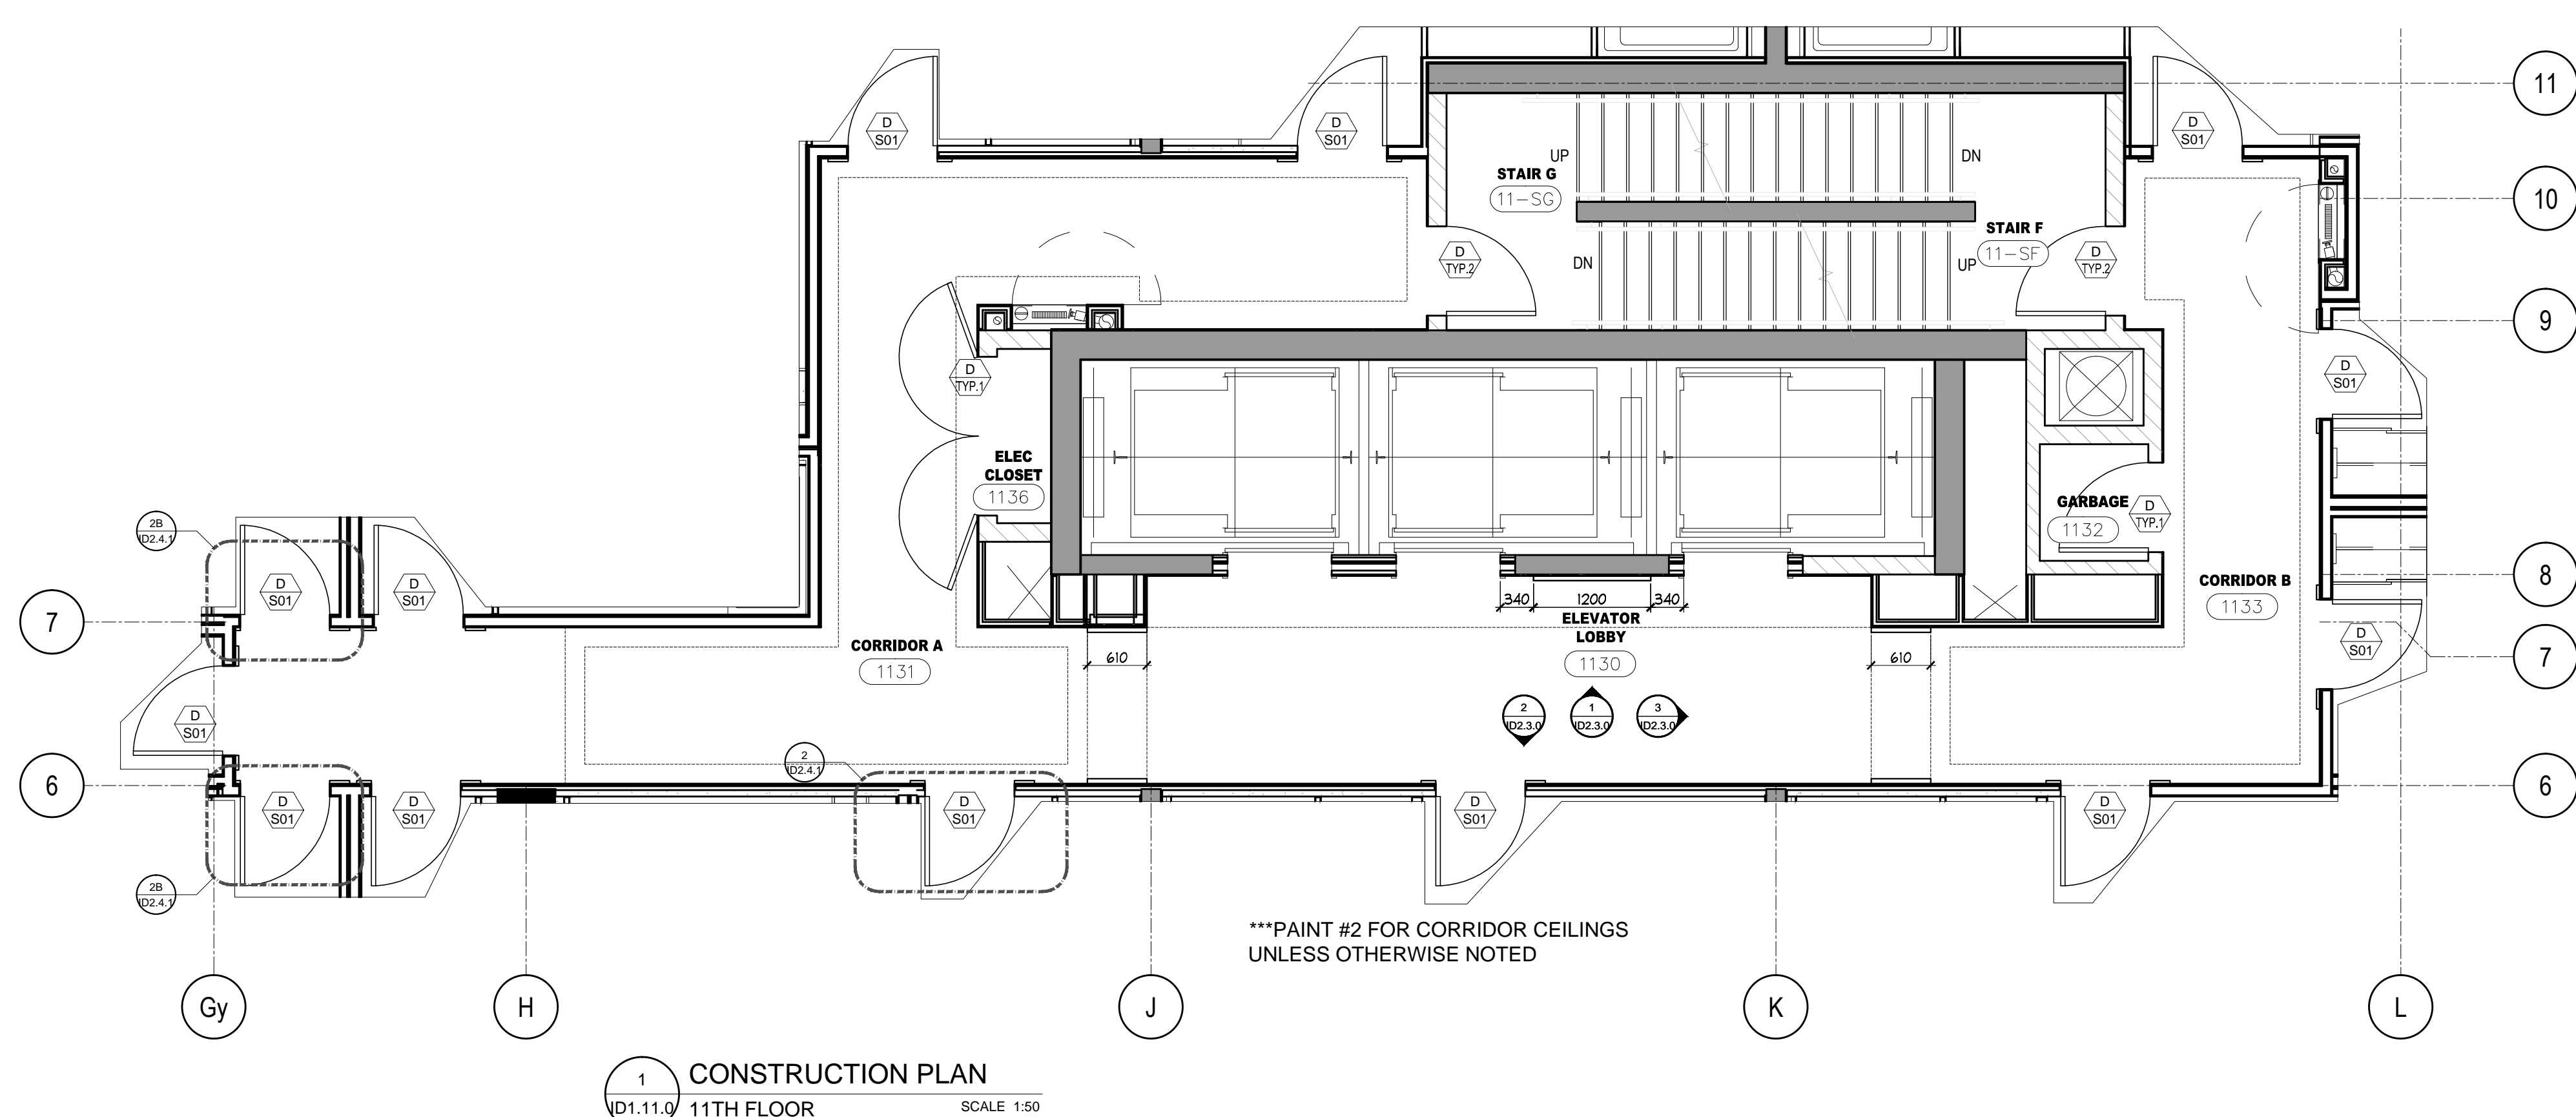 11
D
S01
D
S01
D
S01
UP
DN
STAIR G
11-SG
10
STAIR F
11-SF
D
TYP.2
DN
UP
D
TYP.2
9
D
TYP.1
D
S01
ELEC
CLOSET
1136
GARBAGE
1132
D
TYP.1
2B
ID2.4.1
D
S01
D
S01
8
CORRIDOR B
1133
340
1200
340
7
ELEVATOR
LOBBY
1130
CORRIDOR A
1131
610
610
D
S01
7
D
S01
2
ID2.3.0
1
ID2.3.0
3
ID2.3.0
2
ID2.4.1
6
6
D
S01
D
S01
D
S01
D
S01
D
S01
2B
ID2.4.1
***PAINT #2 FOR CORRIDOR CEILINGS
UNLESS OTHERWISE NOTED
Gy
H
J
K
L
1
ID1.11.0
CONSTRUCTION PLAN
11TH FLOOR
SCALE 1:50